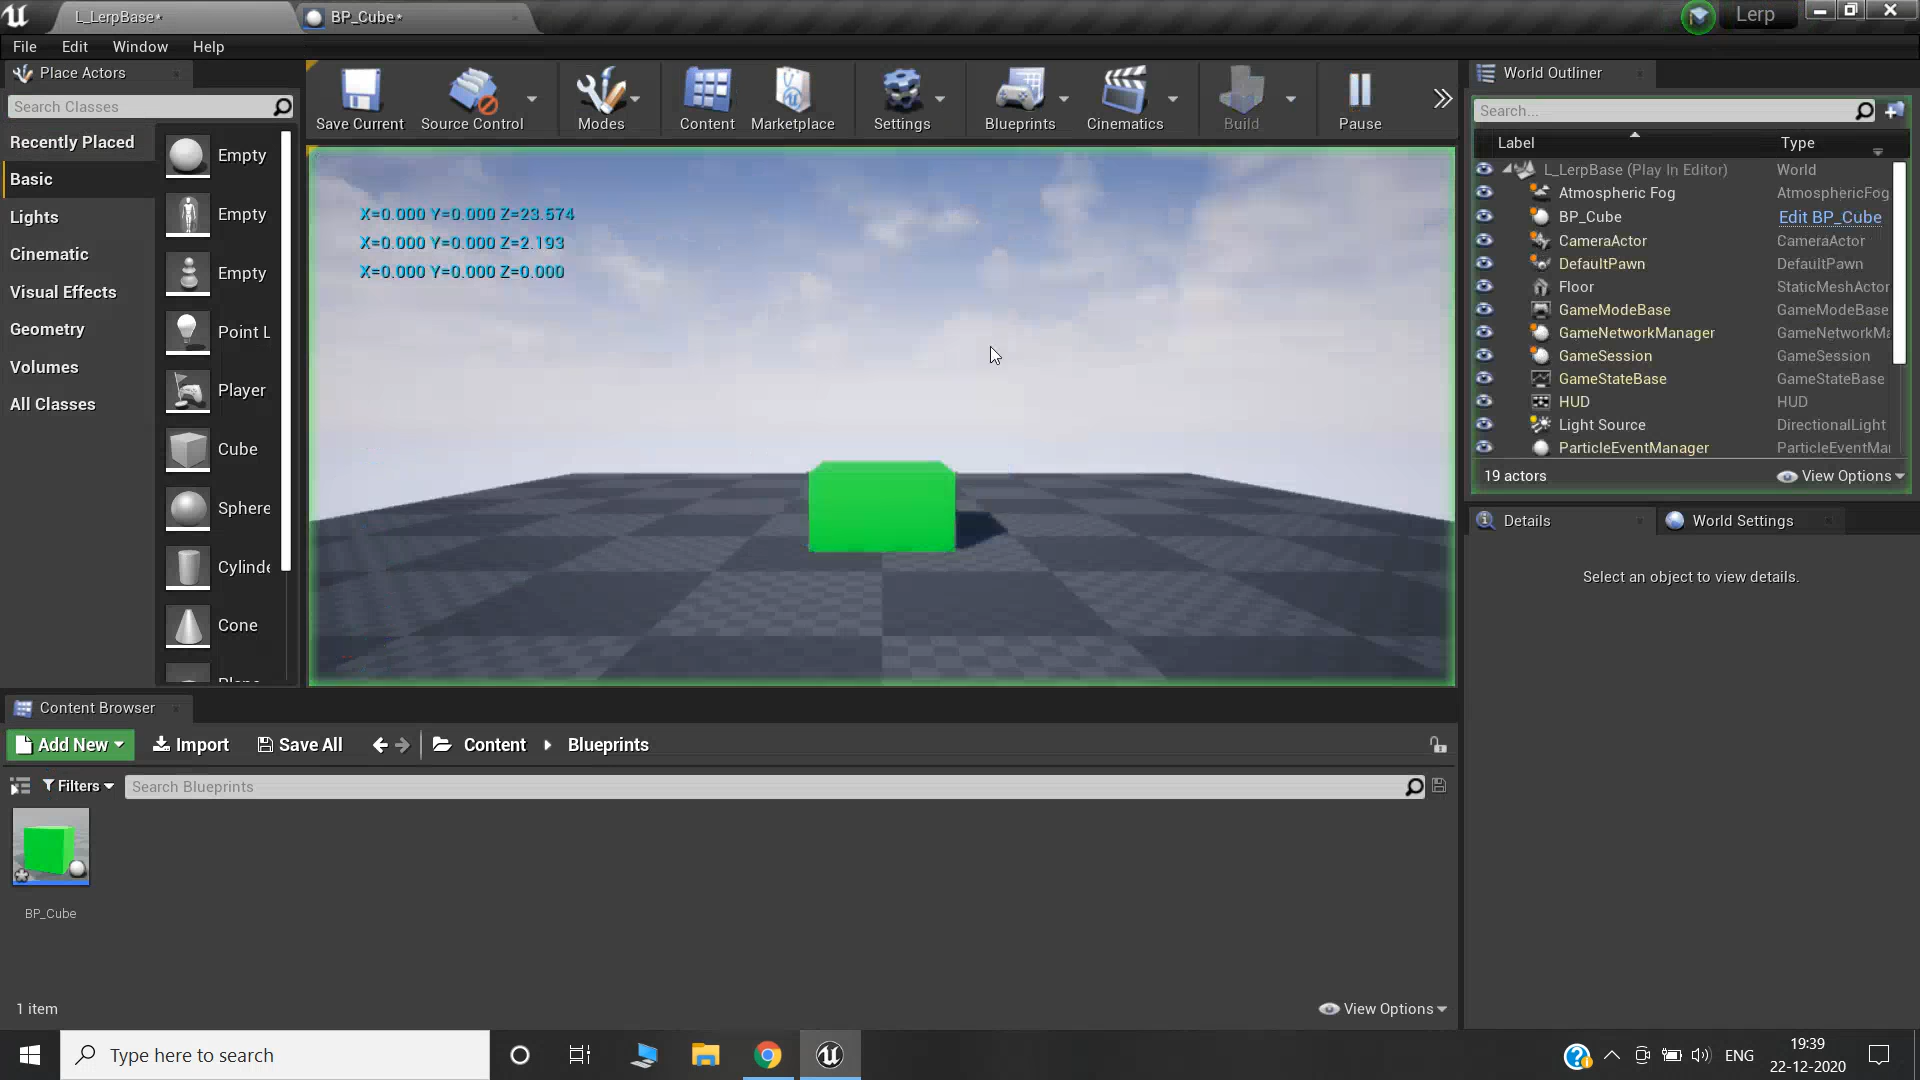 L_LerpBase*
BP_Cube*
Lerp
File Edit Window Help
Place Actors
Search Classes
Recently Placed
Basic
Lights
Cinematic
Visual Effects
Geometry
Volumes
All Classes
Empty
Empty
Empty
Point L
Player
Cube
Sphere
Cylinde
Cone
Save Current
Source Control
Modes
Content
Marketplace
Settings
Blueprints
Cinematics
Build
Pause
X=0.000 Y=0.000 Z=23.574
X=0.000 Y=0.000 Z=2.193
X=0.000 Y=0.000 Z=0.000
World Outliner
Search...
Label Type
L_LerpBase (Play In Editor) World
Atmospheric Fog AtmosphericFog
BP_Cube Edit BP_Cube
CameraActor CameraActor
DefaultPawn DefaultPawn
Floor StaticMeshActor
GameModeBase GameModeBase
GameNetworkManager GameNetworkMa
GameSession GameSession
GameStateBase GameStateBase
HUD HUD
Light Source DirectionalLight
ParticleEventManager ParticleEventMa
19 actors View Options
Details World Settings
Select an object to view details.
Content Browser
Add New Import Save All Content Blueprints
Filters Search Blueprints
BP_Cube
1 item View Options
Type here to search
ENG
19:39
22-12-2020